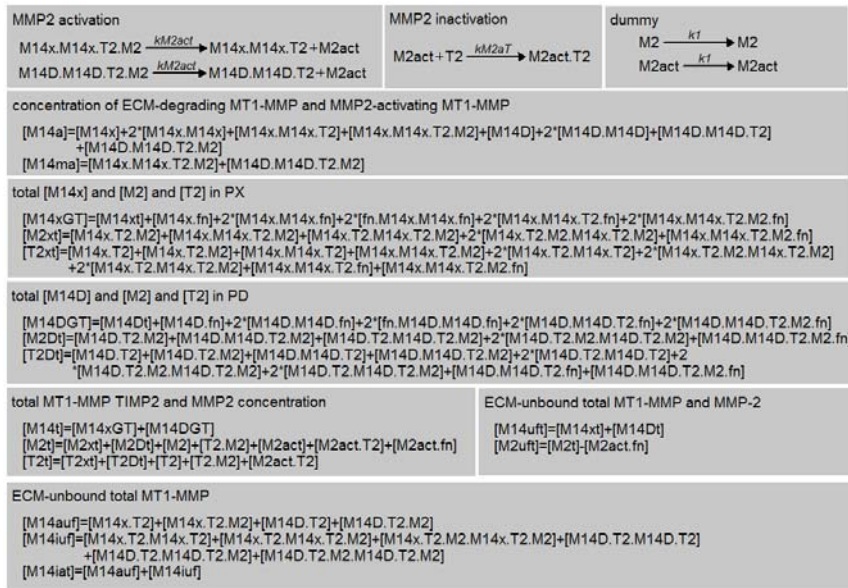 MMP2 activation
M14x.M14x.T2.M2 kM2act M14x.M14x.T2+M2act
M14D.M14D.T2.M2 kM2act M14D.M14D.T2+M2act
MMP2 inactivation
M2act+T2 kM2aT M2act.T2
dummy
M2 k1 M2
M2act k1 M2act
concentration of ECM-degrading MT1-MMP and MMP2-activating MT1-MMP
[M14a]=[M14x]+2*[M14x.M14x]+[M14x.M14x.T2]+[M14x.M14x.T2.M2]+[M14D]+2*[M14D.M14D]+[M14D.M14D.T2]
+[M14D.M14D.T2.M2]
[M14ma]=[M14x.M14x.T2.M2]+[M14D.M14D.T2.M2]
total [M14x] and [M2] and [T2] in PX
[M14xGT]=[M14xt]+[M14x.fn]+2*[M14x.M14x.fn]+2*[fn.M14x.M14x.fn]+2*[M14x.M14x.T2.fn]+2*[M14x.M14x.T2.M2.fn]
[M2xt]=[M14x.T2.M2]+[M14x.M14x.T2.M2]+[M14x.T2.M14x.T2.M2]+2*[M14x.T2.M2.M14x.T2.M2]+[M14x.M14x.T2.M2.fn]
[T2xt]=[M14x.T2]+[M14x.T2.M2]+[M14x.M14x.T2]+[M14x.M14x.T2.M2]+2*[M14x.T2.M14x.T2]+2*[M14x.T2.M2.M14x.T2.M2]
+2*[M14x.T2.M14x.T2.M2]+[M14x.M14x.T2.fn]+[M14x.M14x.T2.M2.fn]
total [M14D] and [M2] and [T2] in PD
[M14DGT]=[M14Dt]+[M14D.fn]+2*[M14D.M14D.fn]+2*[fn.M14D.M14D.fn]+2*[M14D.M14D.T2.fn]+2*[M14D.M14D.T2.M2.fn]
[M2Dt]=[M14D.T2.M2]+[M14D.M14D.T2.M2]+[M14D.T2.M14D.T2.M2]+2*[M14D.T2.M2.M14D.T2.M2]+[M14D.M14D.T2.M2.fn
[T2Dt]=[M14D.T2]+[M14D.T2.M2]+[M14D.M14D.T2]+[M14D.M14D.T2.M2]+2*[M14D.T2.M14D.T2]+2
*[M14D.T2.M2.M14D.T2.M2]+2*[M14D.T2.M14D.T2.M2]+[M14D.M14D.T2.fn]+[M14D.M14D.T2.M2.fn]
total MT1-MMP TIMP2 and MMP2 concentration
[M14t]=[M14xGT]+[M14DGT]
[M2t]=[M2xt]+[M2Dt]+[M2]+[T2.M2]+[M2act]+[M2act.T2]+[M2act.fn]
[T2t]=[T2xt]+[T2Dt]+[T2]+[T2.M2]+[M2act.T2]
ECM-unbound total MT1-MMP and MMP-2
[M14uft]=[M14xt]+[M14Dt]
[M2uft]=[M2t]-[M2act.fn]
ECM-unbound total MT1-MMP
[M14auf]=[M14x.T2]+[M14x.T2.M2]+[M14D.T2]+[M14D.T2.M2]
[M14iuf]=[M14x.T2.M14x.T2]+[M14x.T2.M14x.T2.M2]+[M14x.T2.M2.M14x.T2.M2]+[M14D.T2.M14D.T2]
+[M14D.T2.M14D.T2.M2]+[M14D.T2.M2.M14D.T2.M2]
[M14iat]=[M14auf]+[M14iuf]